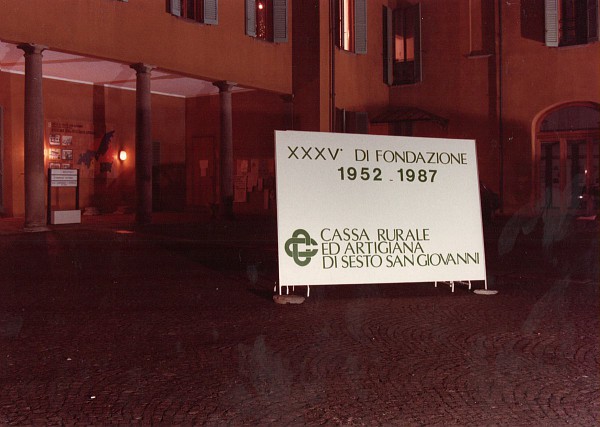 XXXV° DI FONDAZIONE
1952-1987
CASSA RURALE
ED ARTIGIANA
DI SESTO SAN GIOVANNI